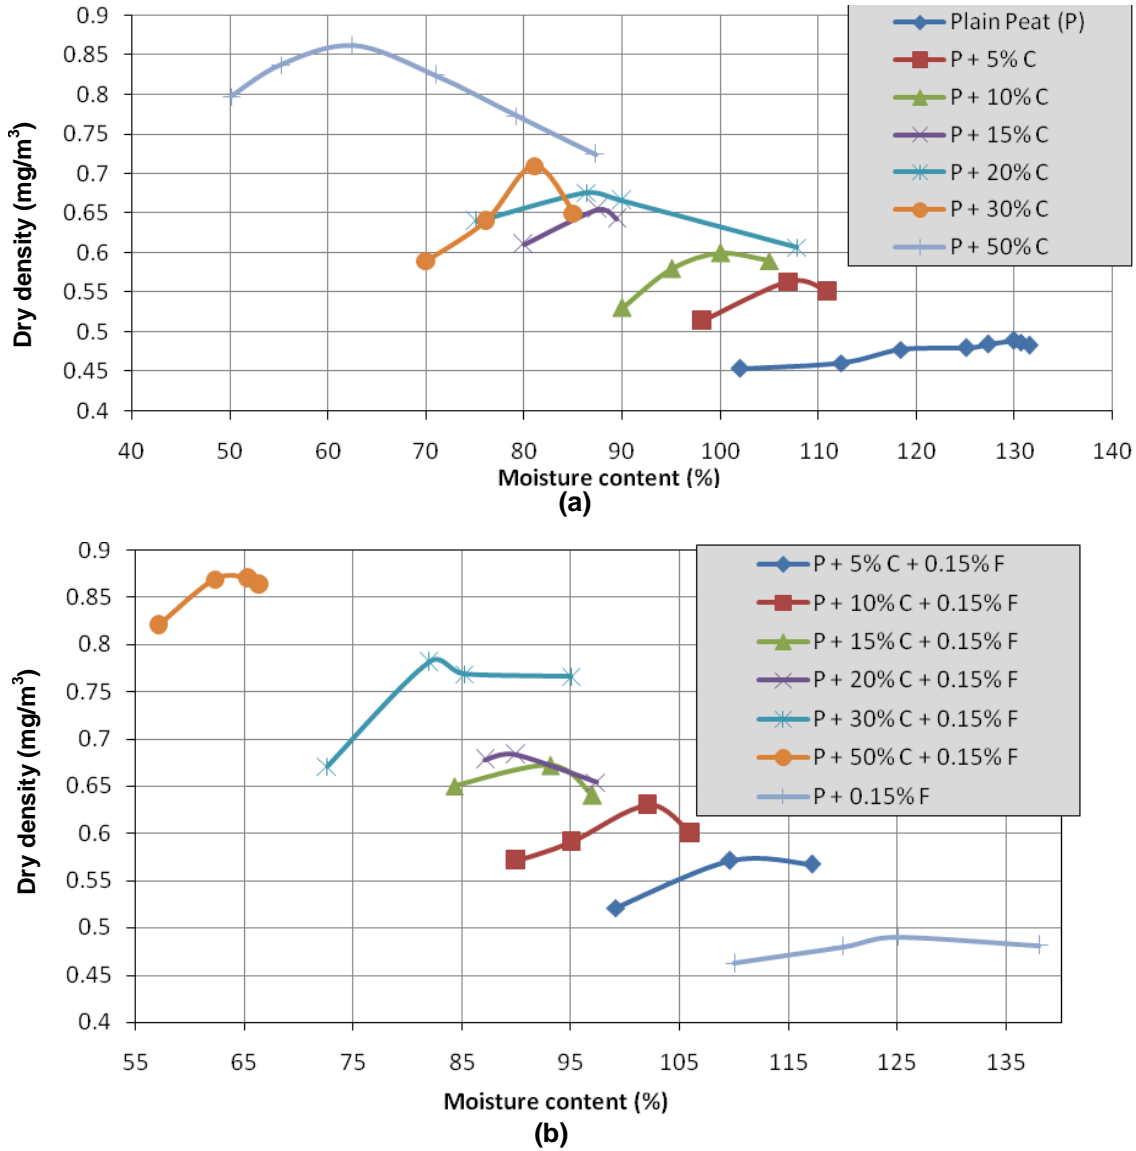 0.9
0.85
0.8
0.75
0.7
0.65
0.6
0.55
0.5
0.45
0.4
Dry density (mg/m³)
Plain Peat (P)
P + 5% C
P + 10% C
P + 15% C
P + 20% C
P + 30% C
P + 50% C
40 50 60 70 80 90 100 110 120 130 140
Moisture content (%)
(a)
0.9
0.85
0.8
0.75
0.7
0.65
0.6
0.55
0.5
0.45
0.4
Dry density (mg/m³)
P + 5% C + 0.15% F
P + 10% C + 0.15% F
P + 15% C + 0.15% F
P + 20% C + 0.15% F
P + 30% C + 0.15% F
P + 50% C + 0.15% F
P + 0.15% F
55 65 75 85 95 105 115 125 135
Moisture content (%)
(b)